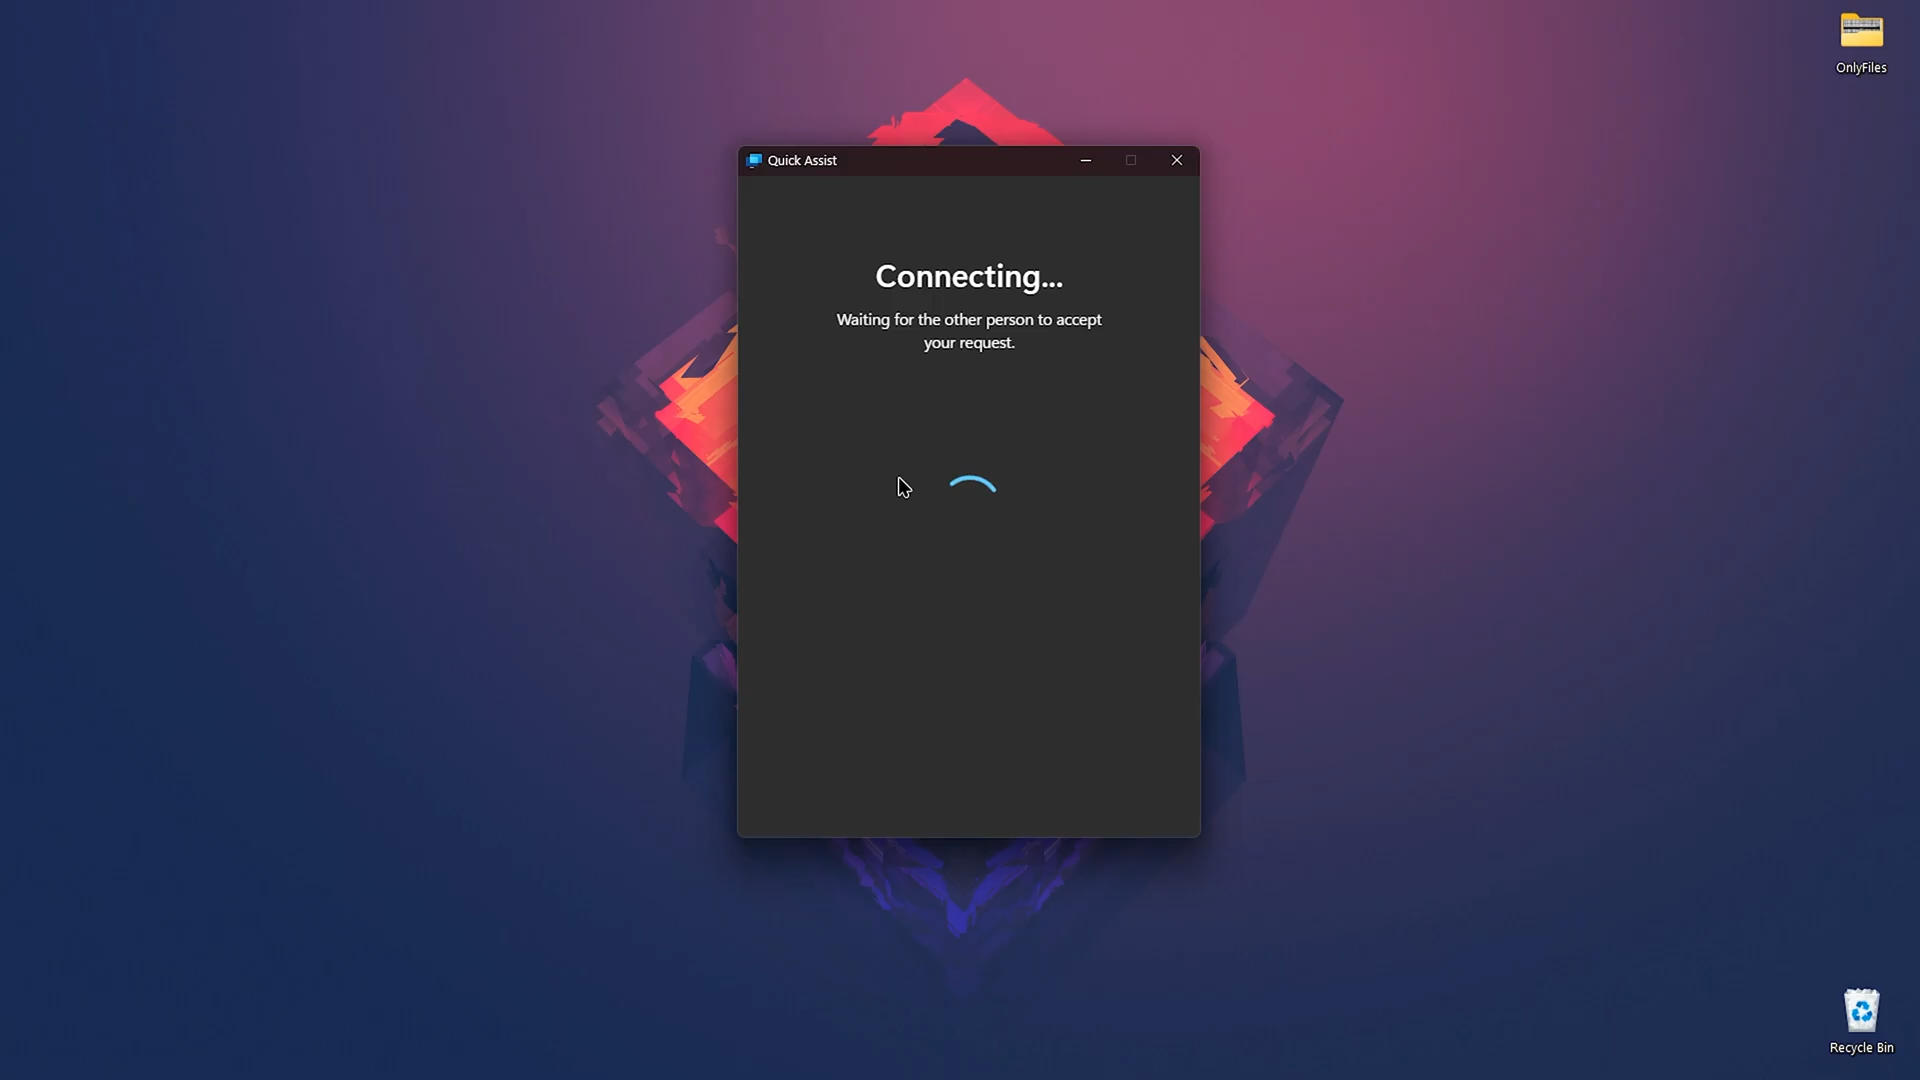 OnlyFiles
Quick Assist
Connecting...
Waiting for the other person to accept
your request.
Recycle Bin